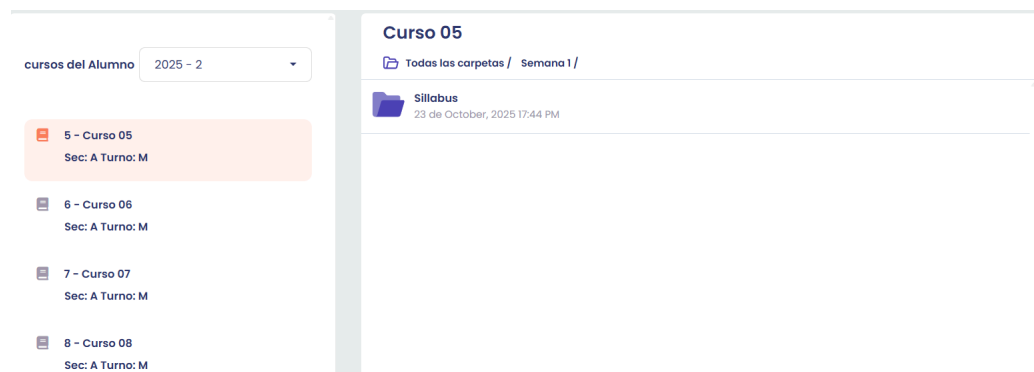 cursos del Alumno 2025 - 2
5 - Curso 05
Sec: A Turno: M
6 - Curso 06
Sec: A Turno: M
7 - Curso 07
Sec: A Turno: M
8 - Curso 08
Sec: A Turno: M
Curso 05
Todas las carpetas / Semana 1 /
Sillabus
23 de October, 2025 17:44 PM